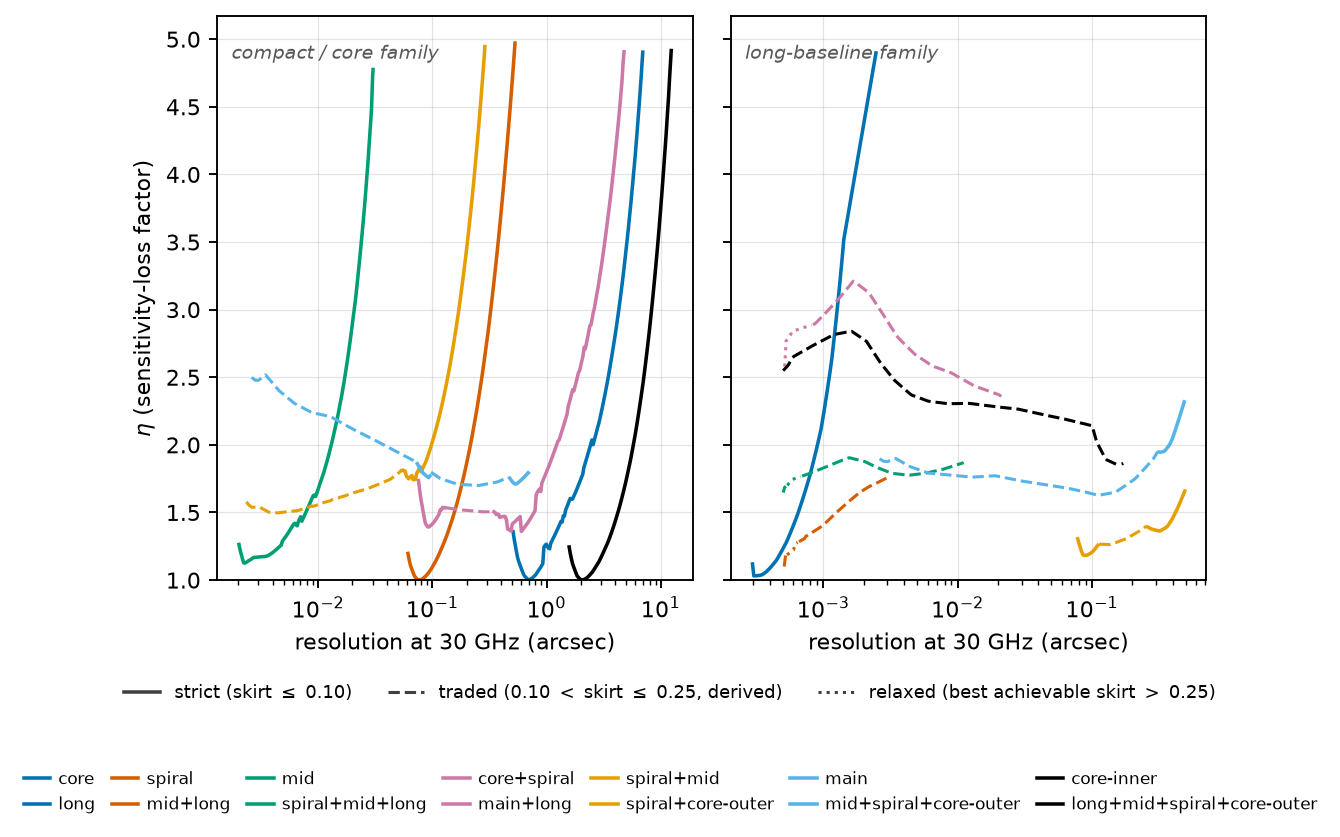 compact / core family
long-baseline family
5.0
4.5
4.0
3.5
3.0
2.5
2.0
1.5
1.0
η (sensitivity-loss factor)
10⁻² 10⁻¹ 10⁰ 10¹
10⁻³ 10⁻² 10⁻¹
resolution at 30 GHz (arcsec)
resolution at 30 GHz (arcsec)
strict (skirt ≤ 0.10) traded (0.10 < skirt ≤ 0.25, derived) relaxed (best achievable skirt > 0.25)
core spiral mid core+spiral spiral+mid main core-inner
long mid+long spiral+mid+long main+long spiral+core-outer mid+spiral+core-outer long+mid+spiral+core-outer